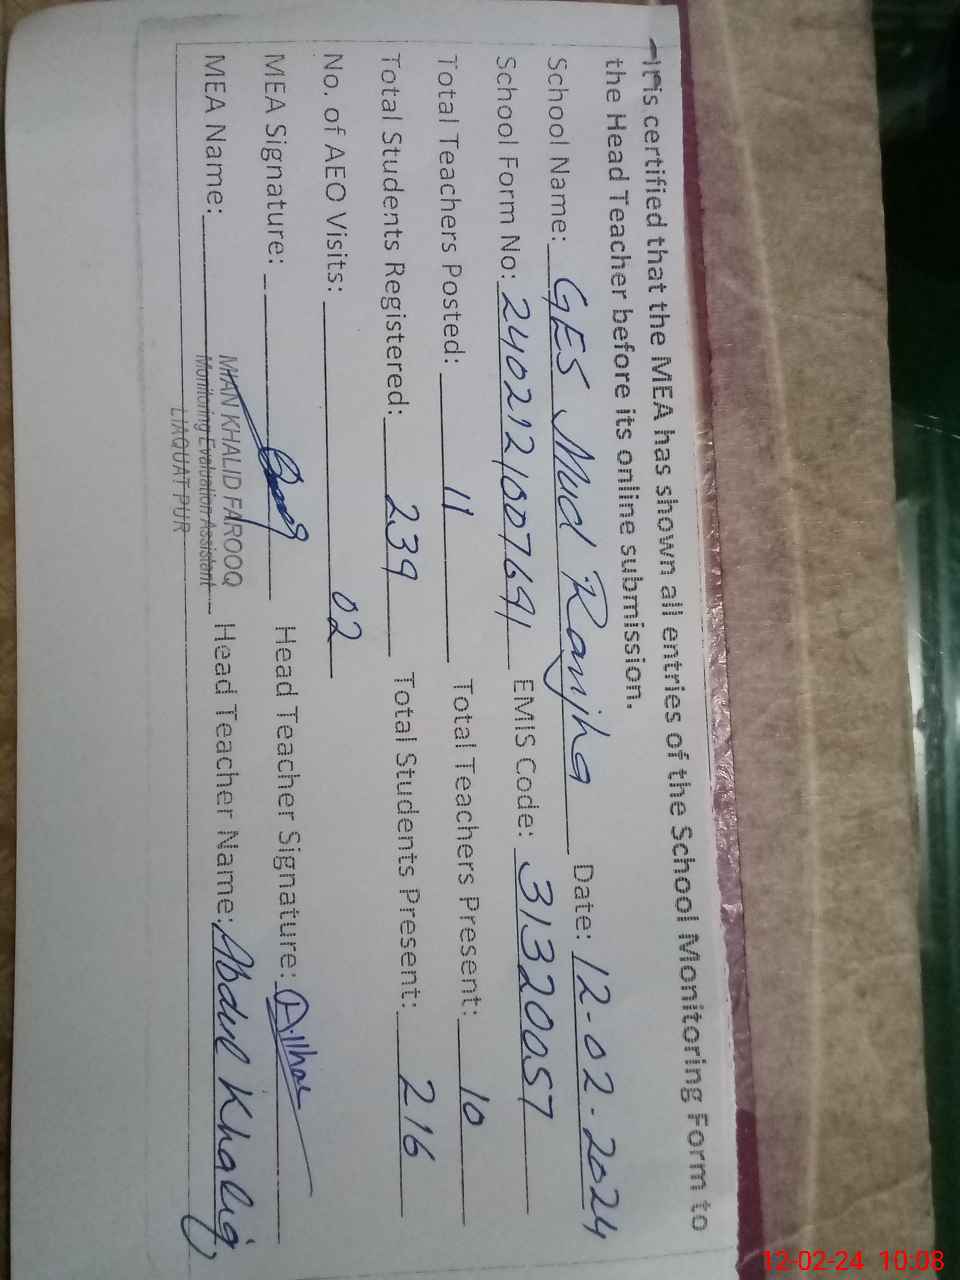 It is certified that the MEA has shown all entries of the School Monitoring Form to
the Head Teacher before its online submission.
School Name: GES Mud Ranjha Date: 12-02-2024
School Form No: 2402121007691 EMIS Code: 31320057
Total Teachers Posted: 11 Total Teachers Present: 10
Total Students Registered: 239 Total Students Present: 216
No. of AEO Visits: 02
MEA Signature: Head Teacher Signature:
MEA Name: MIAN KHALID FAROOQ Head Teacher Name: Abdul Khaliq
Monitoring Evaluation Assistant
LIAQUAT PUR
12-02-24 10:08